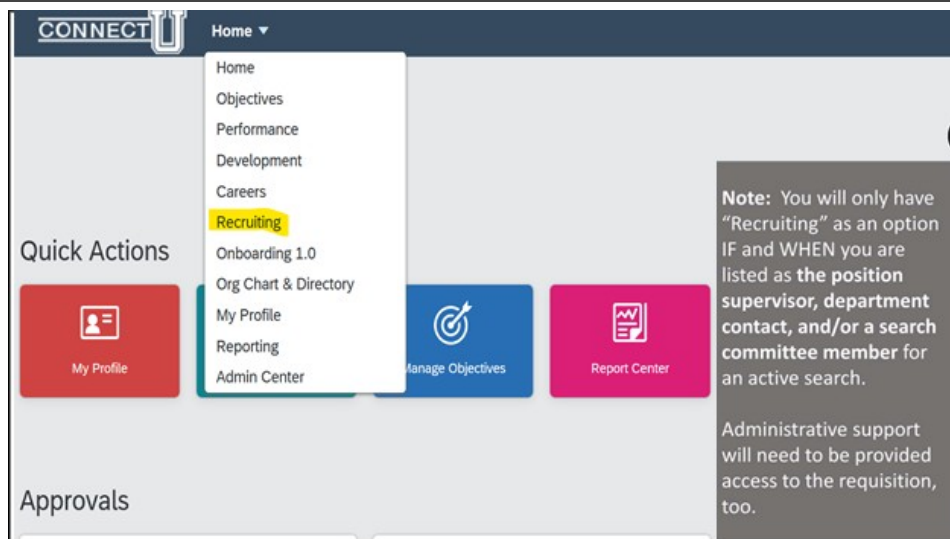 CONNECT U
Home ▼
Home
Objectives
Performance
Development
Careers
Recruiting
Onboarding 1.0
Org Chart & Directory
My Profile
Reporting
Admin Center
Quick Actions
My Profile
Manage Objectives
Report Center
Approvals
Note: You will only have
“Recruiting” as an option
IF and WHEN you are
listed as the position
supervisor, department
contact, and/or a search
committee member for
an active search.
Administrative support
will need to be provided
access to the requisition,
too.